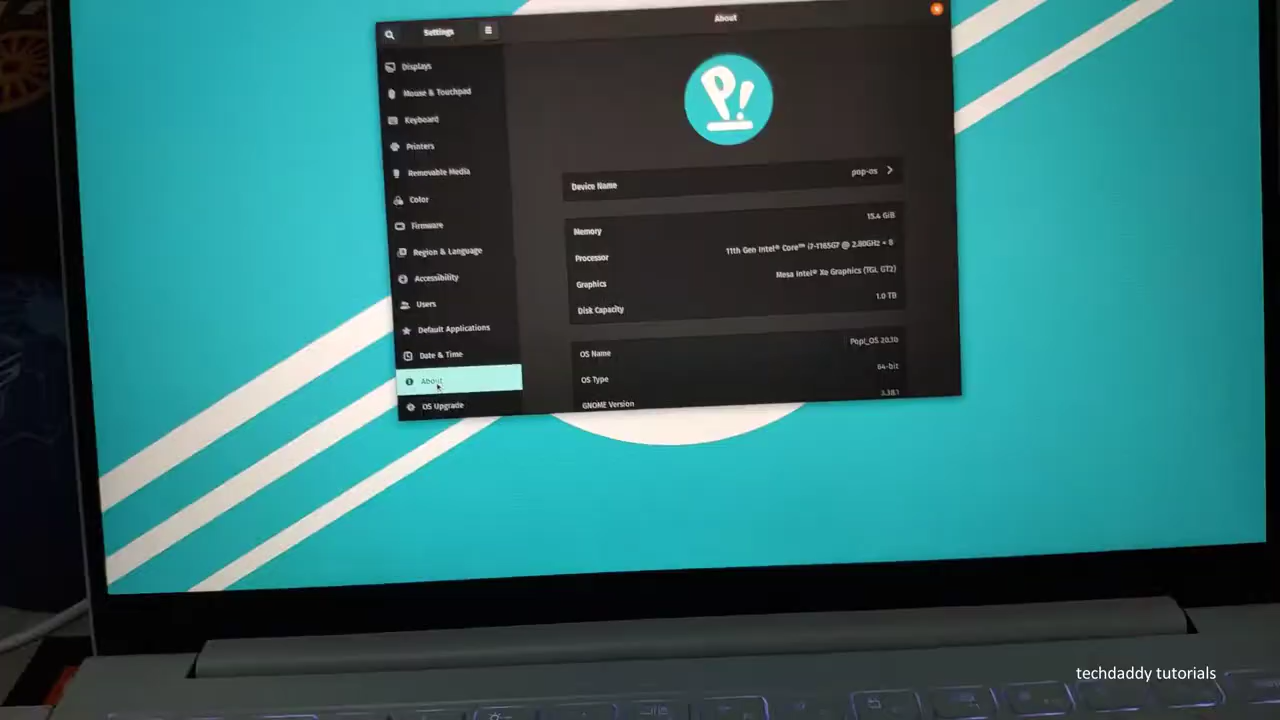 Settings
About
Displays
Mouse & Touchpad
Keyboard
Printers
Removable Media
Color
Firmware
Region & Language
Accessibility
Users
Default Applications
Date & Time
About
OS Upgrade
P!
Device Name pop-os
Memory 15.4 GiB
Processor 11th Gen Intel® Core™ i7-1165G7 @ 2.80GHz × 8
Graphics Mesa Intel® Xe Graphics (TGL GT2)
Disk Capacity 1.0 TB
OS Name Pop!_OS 20.10
OS Type 64-bit
GNOME Version 3.38.1
techdaddy tutorials